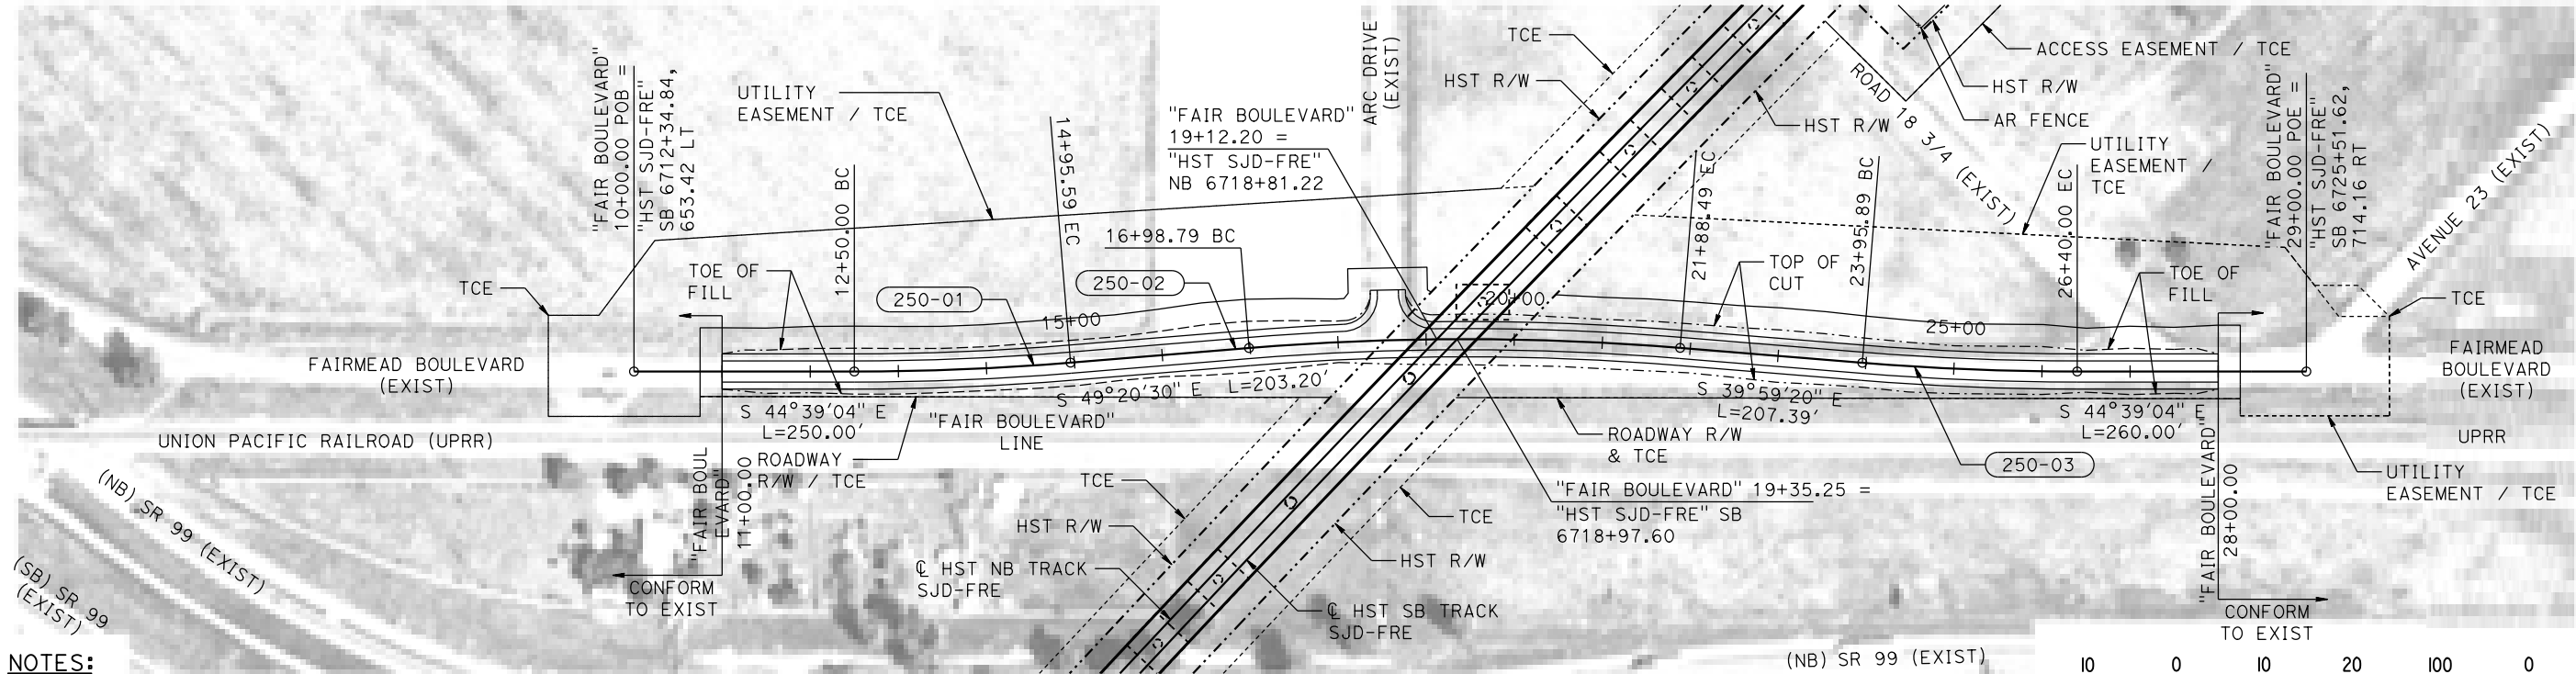 "FAIR BOULEVARD"
10+00.00 POB =
"HST SJD-FRE"
SB 6712+34.84,
653.42 LT
UTILITY
EASEMENT / TCE
12+50.00 BC
14+95.59 EC
"FAIR BOULEVARD"
19+12.20 =
"HST SJD-FRE"
NB 6718+81.22
ARC DRIVE
(EXIST)
TCE
HST R/W
HST R/W
ROAD 18 3/4 (EXIST)
ACCESS EASEMENT / TCE
HST R/W
AR FENCE
UTILITY
EASEMENT /
TCE
"FAIR BOULEVARD"
29+00.00 POE =
"HST SJD-FRE"
SB 6725+51.62,
714.16 RT
AVENUE 23 (EXIST)
21+88.49 EC
23+95.89 BC
26+40.00 EC
16+98.79 BC
TCE
TOE OF
FILL
250-01
250-02
15+00
20+00
TOP OF
CUT
25+00
TOE OF
FILL
TCE
FAIRMEAD BOULEVARD
(EXIST)
FAIRMEAD
BOULEVARD
(EXIST)
S 44°39'04" E
L=250.00'
S 49°20'30" E
L=203.20'
"FAIR BOULEVARD"
LINE
S 39°59'20" E
L=207.39'
S 44°39'04" E
L=260.00'
UNION PACIFIC RAILROAD (UPRR)
UPRR
ROADWAY
R/W / TCE
ROADWAY R/W
& TCE
250-03
"FAIR BOUL
EVARD"
11+00.00
"FAIR BOULEVARD"
28+00.00
UTILITY
EASEMENT / TCE
"FAIR BOULEVARD" 19+35.25 =
"HST SJD-FRE" SB
6718+97.60
(NB) SR 99 (EXIST)
(SB) SR 99
(EXIST)
TCE
HST R/W
TCE
HST R/W
℄ HST NB TRACK
SJD-FRE
℄ HST SB TRACK
SJD-FRE
CONFORM
TO EXIST
CONFORM
TO EXIST
(NB) SR 99 (EXIST)
NOTES:
10 0 10 20 100 0